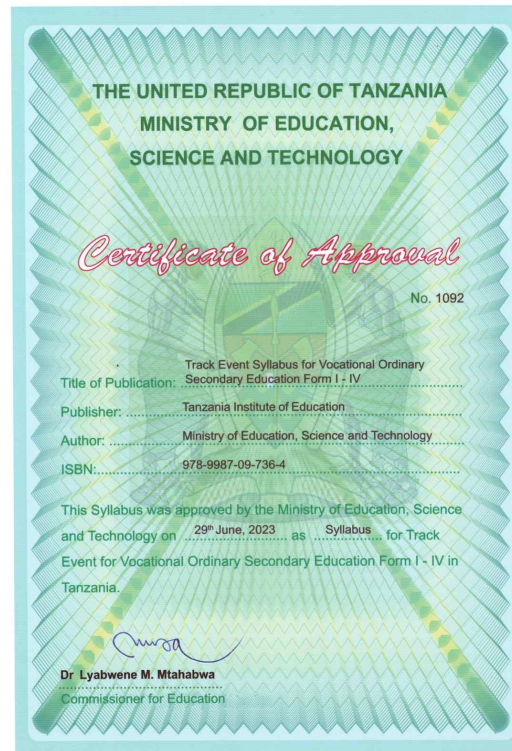 THE UNITED REPUBLIC OF TANZANIA
MINISTRY OF EDUCATION,
SCIENCE AND TECHNOLOGY
Certificate of Approval
No. 1092
Title of Publication: Track Event Syllabus for Vocational Ordinary
Secondary Education Form I - IV
Publisher: Tanzania Institute of Education
Author: Ministry of Education, Science and Technology
ISBN: 978-9987-09-736-4
This Syllabus was approved by the Ministry of Education, Science
and Technology on 29th June, 2023 as Syllabus for Track
Event for Vocational Ordinary Secondary Education Form I - IV in
Tanzania.
Dr Lyabwene M. Mtahabwa
Commissioner for Education